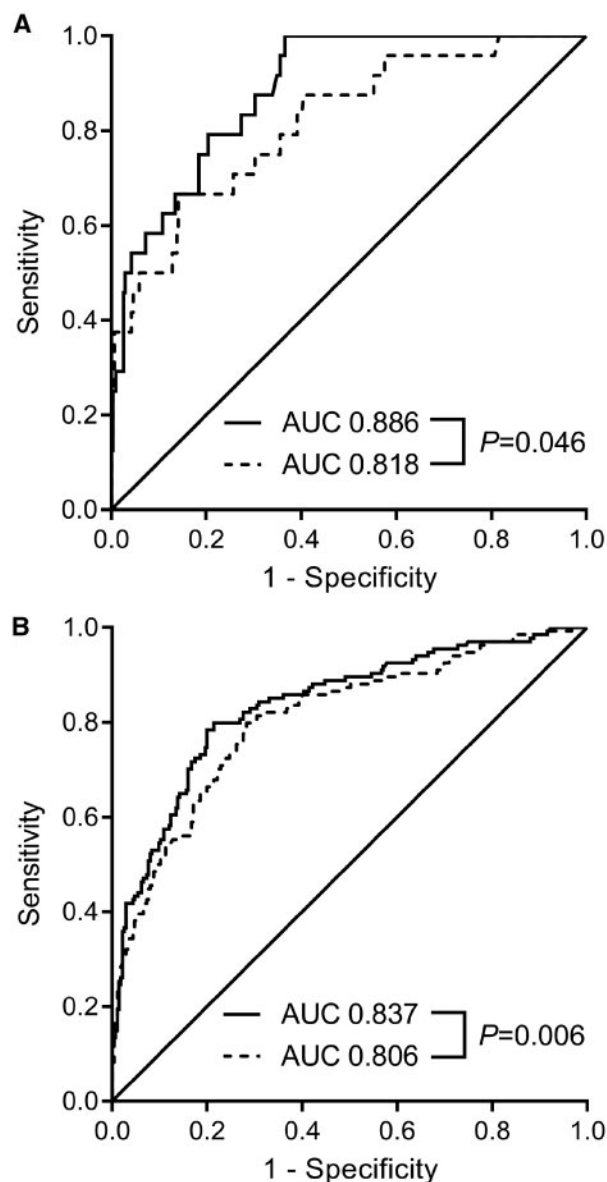 A
1.0
0.8
0.6
0.4
0.2
0.0
Sensitivity
AUC 0.886
AUC 0.818
P=0.046
0.0 0.2 0.4 0.6 0.8 1.0
1 - Specificity
B
1.0
0.8
0.6
0.4
0.2
0.0
Sensitivity
AUC 0.837
AUC 0.806
P=0.006
0.0 0.2 0.4 0.6 0.8 1.0
1 - Specificity